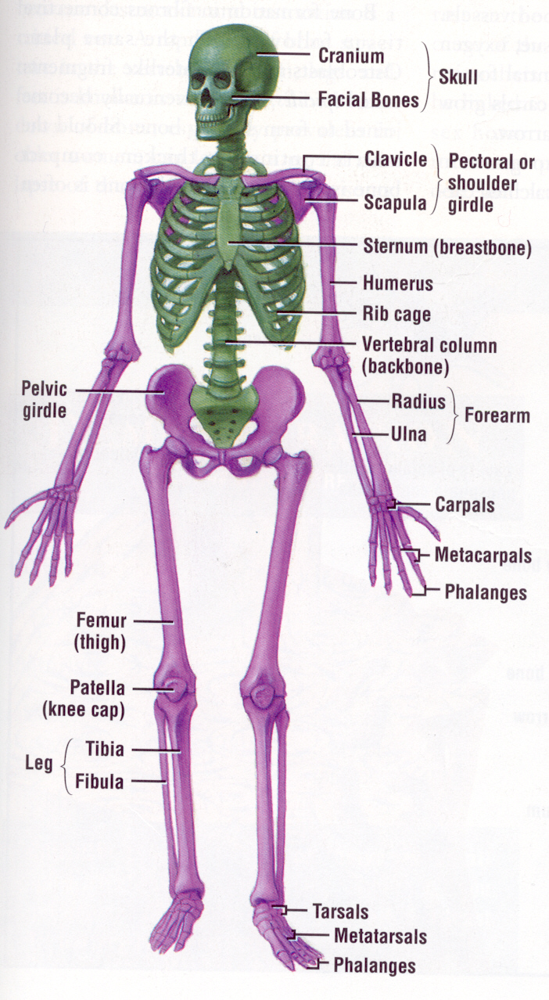 Cranium
Facial Bones
Skull
Clavicle
Scapula
Pectoral or
shoulder
girdle
Sternum (breastbone)
Humerus
Rib cage
Vertebral column
(backbone)
Pelvic
girdle
Radius
Ulna
Forearm
Carpals
Metacarpals
Phalanges
Femur
(thigh)
Patella
(knee cap)
Leg
Tibia
Fibula
Tarsals
Metatarsals
Phalanges